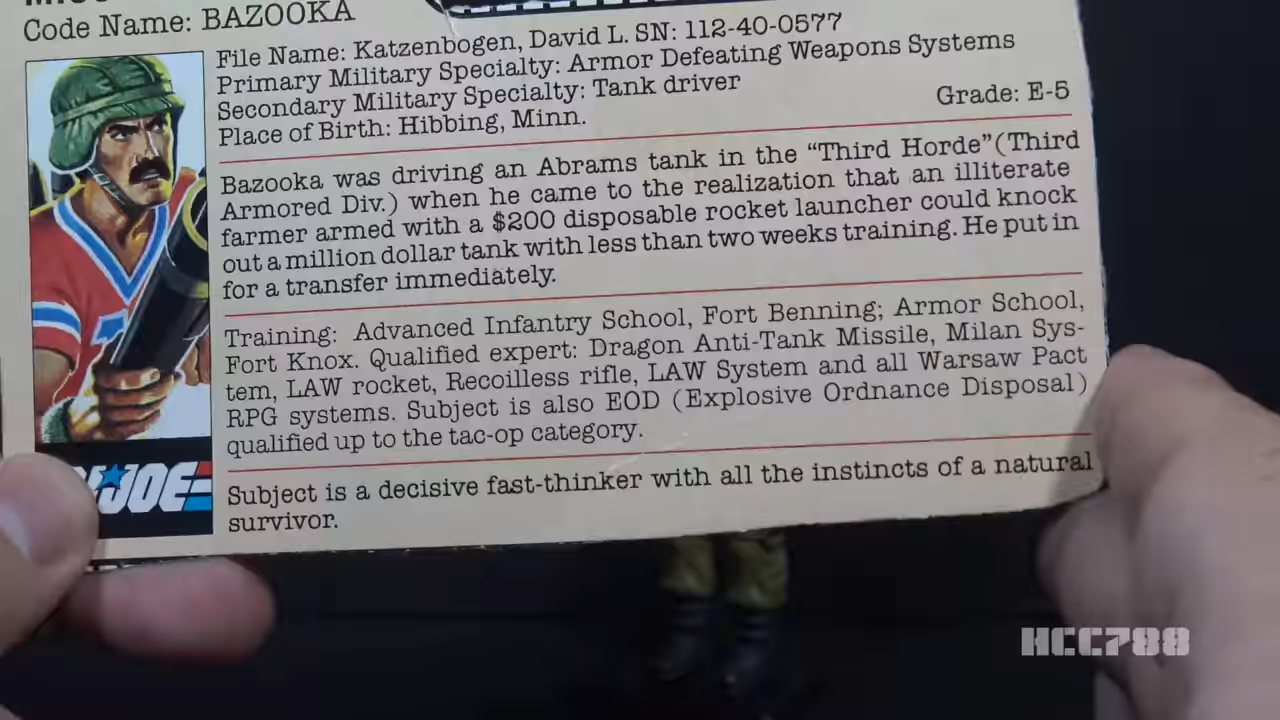 Code Name: BAZOOKA
File Name: Katzenbogen, David L. SN: 112-40-0577
Primary Military Specialty: Armor Defeating Weapons Systems
Secondary Military Specialty: Tank driver
Place of Birth: Hibbing, Minn.
Grade: E-5
Bazooka was driving an Abrams tank in the “Third Horde”(Third
Armored Div.) when he came to the realization that an illiterate
farmer armed with a $200 disposable rocket launcher could knock
out a million dollar tank with less than two weeks training. He put in
for a transfer immediately.
Training: Advanced Infantry School, Fort Benning; Armor School,
Fort Knox. Qualified expert: Dragon Anti-Tank Missile, Milan Sys-
tem, LAW rocket, Recoilless rifle, LAW System and all Warsaw Pact
RPG systems. Subject is also EOD (Explosive Ordnance Disposal)
qualified up to the tac-op category.
Subject is a decisive fast-thinker with all the instincts of a natural
survivor.
JOE
HCC788